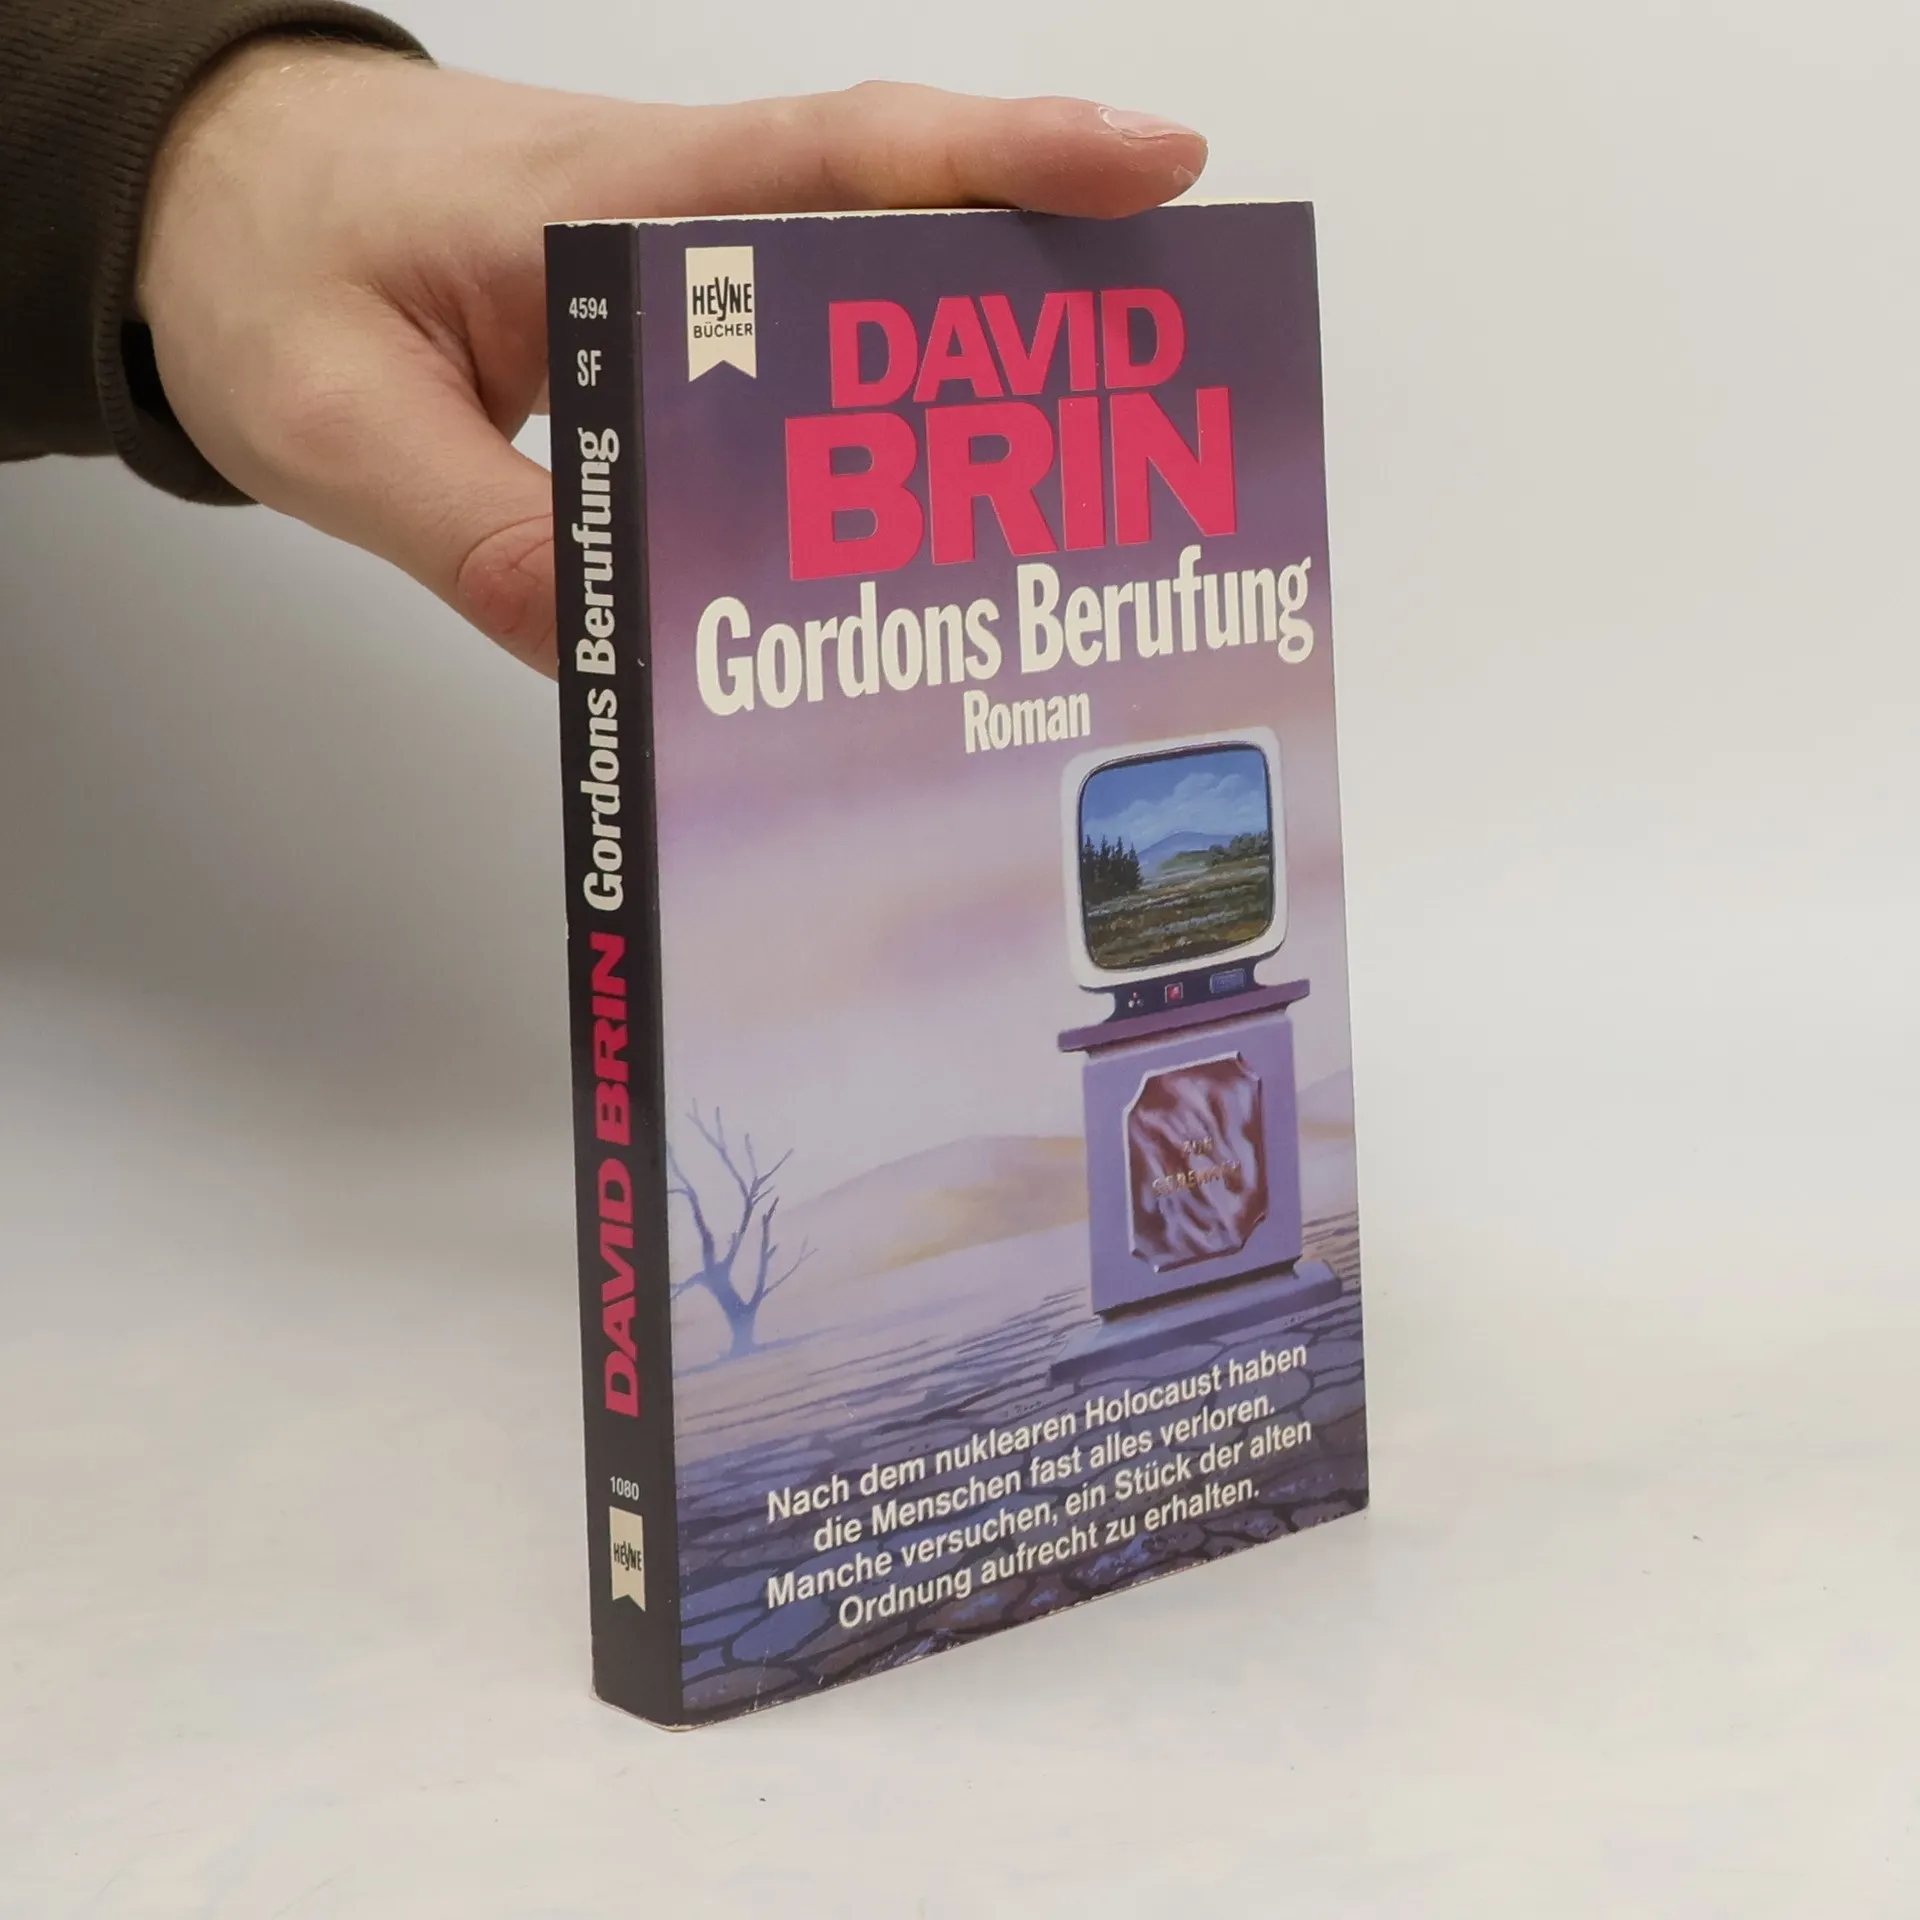 4594
SF
DAVID BRIN Gordons Berufung
1080
HEYNE
HEYNE
BÜCHER
DAVID
BRIN
Gordons Berufung
Roman
ZUM
Nach dem nuklearen Holocaust haben
die Menschen fast alles verloren.
Manche versuchen, ein Stück der alten
Ordnung aufrecht zu erhalten.